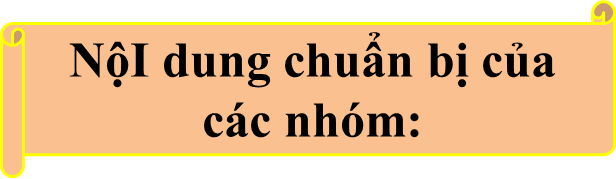 NộI dung chuẩn bị của
các nhóm: